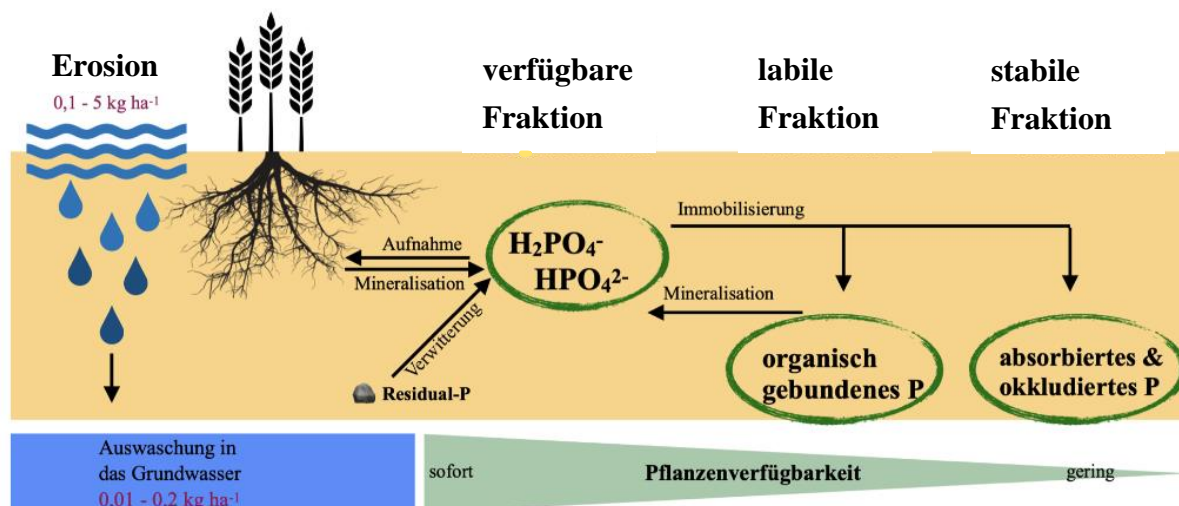 Erosion
0,1 - 5 kg ha⁻¹
verfügbare
Fraktion
labile
Fraktion
stabile
Fraktion
Aufnahme
Mineralisation
Verwitterung
Residual-P
H₂PO₄⁻
HPO₄²⁻
Immobilisierung
Mineralisation
organisch
gebundenes P
absorbiertes &
okkludiertes P
Auswaschung in
das Grundwasser
0,01 - 0,2 kg ha⁻¹
sofort
Pflanzenverfügbarkeit
gering